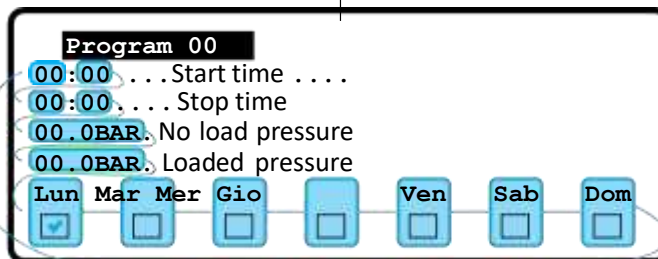 Program 00
00:00 ...Start time ....
00:00.... Stop time
00.0BAR. No load pressure
00.0BAR. Loaded pressure
Lun Mar Mer Gio Ven Sab Dom